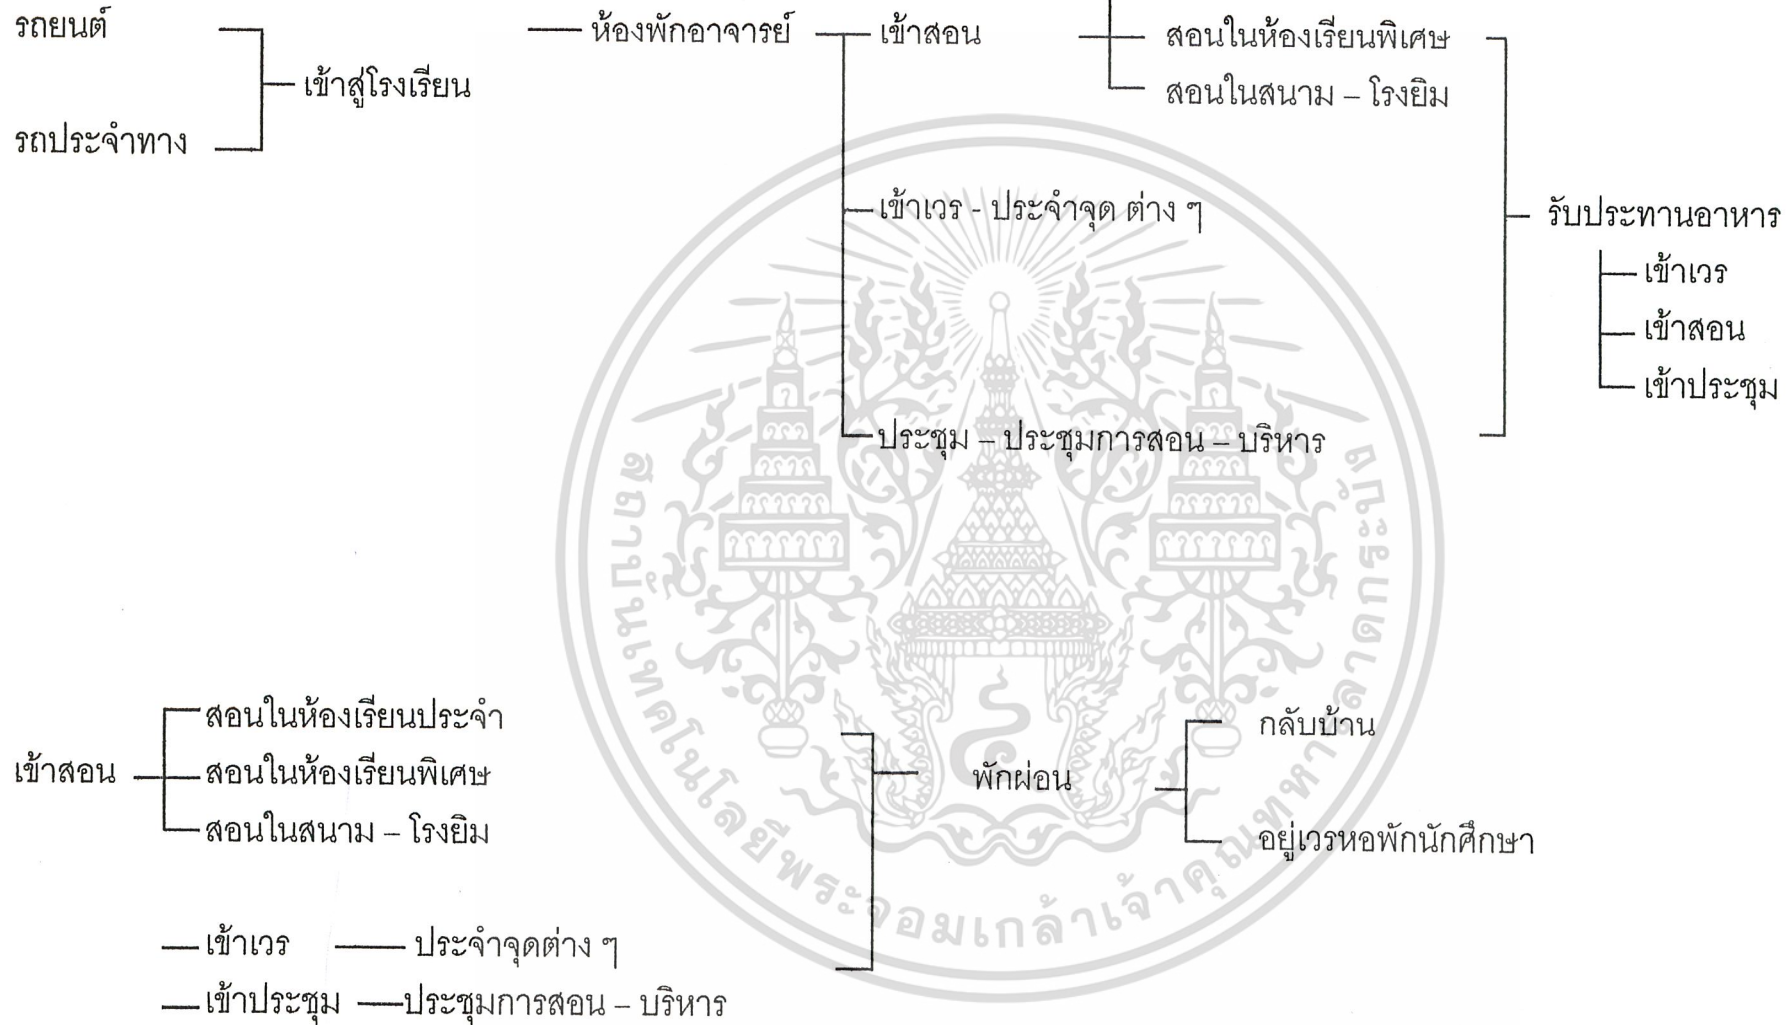 รถยนต์ ห้องพักอาจารย์ เข้าสอน สอนในห้องเรียนพิเศษ
เข้าสู่โรงเรียน สอนในสนาม – โรงยิม
รถประจำทาง
เข้าเวร - ประจำจุด ต่าง ๆ รับประทานอาหาร
เข้าเวร
เข้าสอน
เข้าประชุม
ประชุม – ประชุมการสอน – บริหาร
สอนในห้องเรียนประจำ กลับบ้าน
เข้าสอน สอนในห้องเรียนพิเศษ พักผ่อน
สอนในสนาม – โรงยิม อยู่เวรหอพักนักศึกษา
เข้าเวร ประจำจุดต่าง ๆ
เข้าประชุม ประชุมการสอน – บริหาร
สถาบันเทคโนโลยีพระจอมเกล้าเจ้าคุณทหารลาดกระบัง